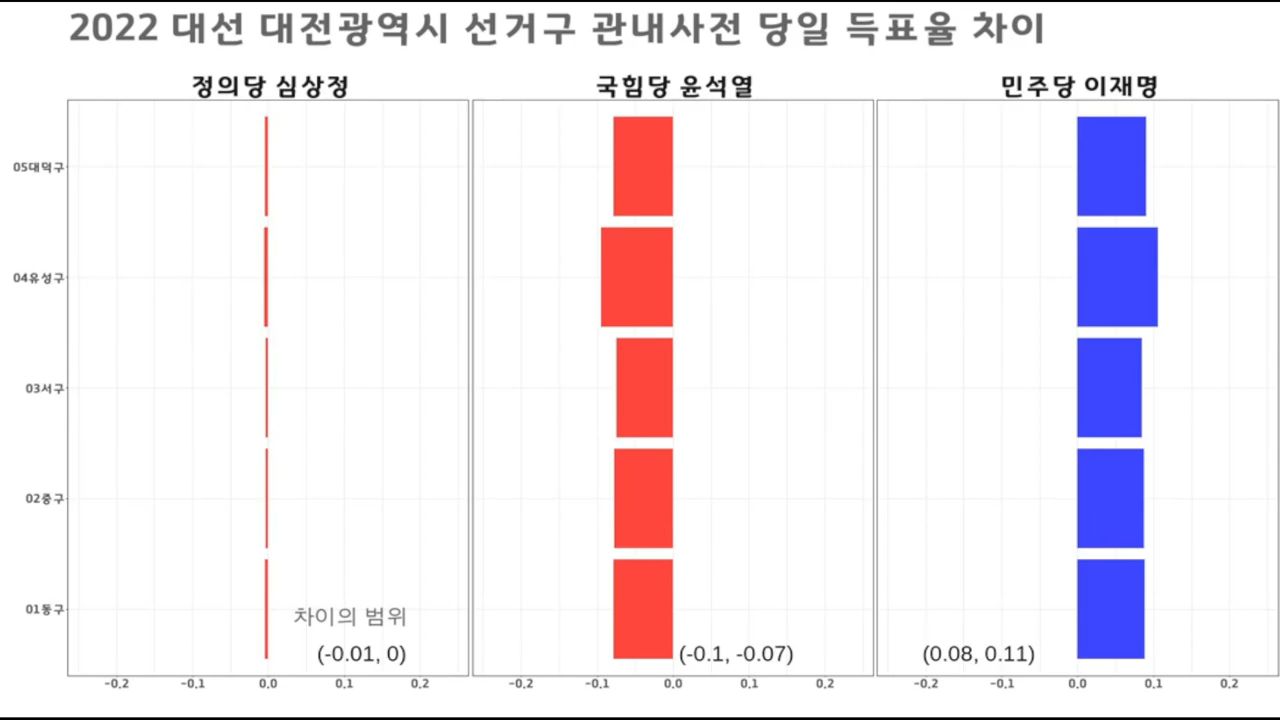 2022 대선 대전광역시 선거구 관내사전 당일 득표율 차이
정의당 심상정
국힘당 윤석열
민주당 이재명
05대덕구
04유성구
03서구
02중구
01동구
차이의 범위
(-0.01, 0)
(-0.1, -0.07)
(0.08, 0.11)
-0.2 -0.1 0.0 0.1 0.2
-0.2 -0.1 0.0 0.1 0.2
-0.2 -0.1 0.0 0.1 0.2